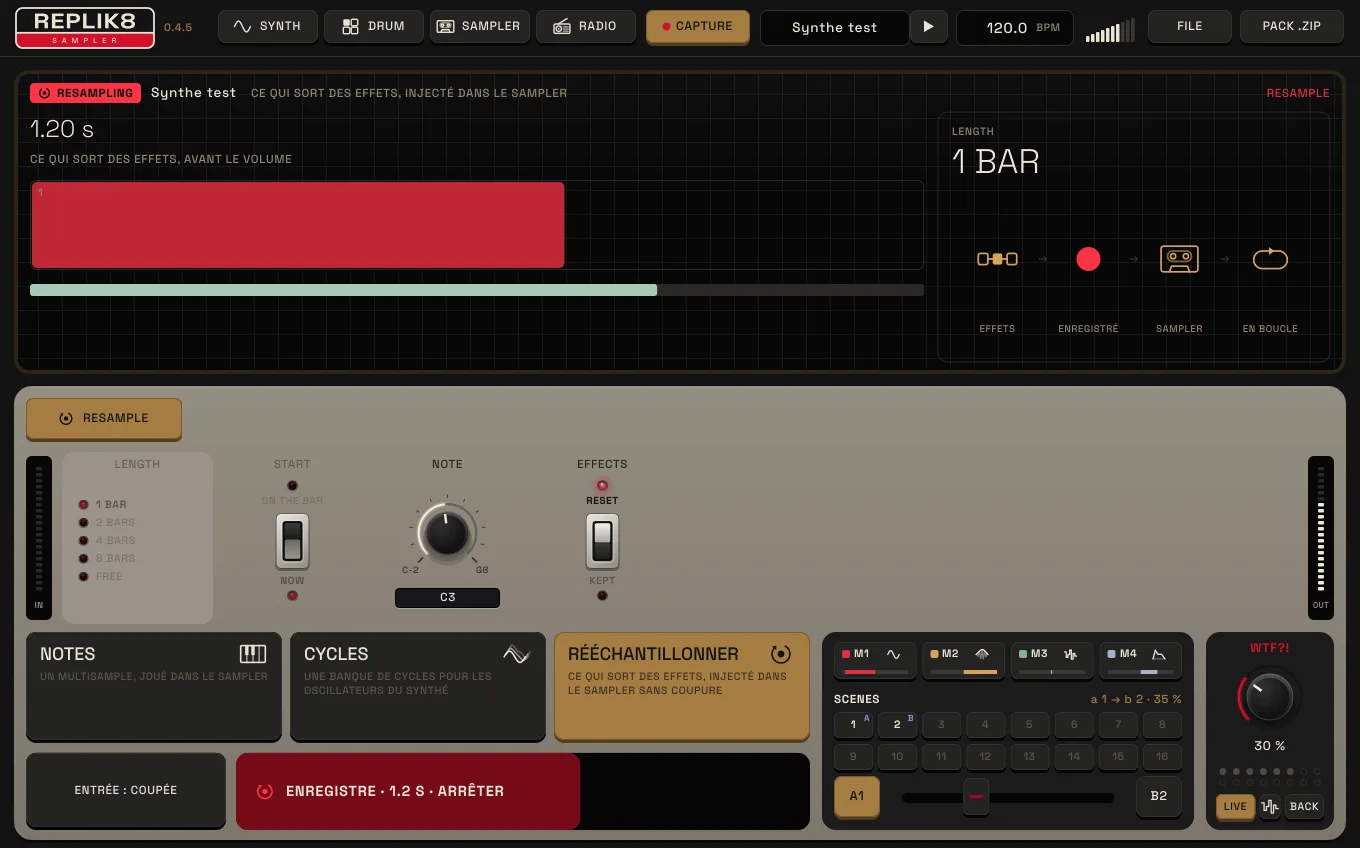 REPLIK8
SAMPLER
0.4.5
SYNTH
DRUM
SAMPLER
RADIO
CAPTURE
Synthe test
120.0 BPM
FILE
PACK .ZIP
RESAMPLING Synthe test CE QUI SORT DES EFFETS, INJECTÉ DANS LE SAMPLER
RESAMPLE
1.20 s
CE QUI SORT DES EFFETS, AVANT LE VOLUME
1
LENGTH
1 BAR
EFFETS
ENREGISTRÉ
SAMPLER
EN BOUCLE
RESAMPLE
IN
LENGTH
1 BAR
2 BARS
4 BARS
8 BARS
FREE
START
ON THE BAR
NOW
NOTE
C-2 G8
C3
EFFECTS
RESET
KEPT
OUT
NOTES
UN MULTISAMPLE, JOUÉ DANS LE SAMPLER
CYCLES
UNE BANQUE DE CYCLES POUR LES
OSCILLATEURS DU SYNTHÉ
RÉÉCHANTILLONNER
CE QUI SORT DES EFFETS, INJECTÉ DANS
LE SAMPLER SANS COUPURE
ENTRÉE : COUPÉE
ENREGISTRE · 1.2 S · ARRÊTER
M1 M2 M3 M4
SCENES a 1 → b 2 · 35 %
1 A 2 B 3 4 5 6 7 8
9 10 11 12 13 14 15 16
A1 B2
WTF?!
30 %
LIVE BACK